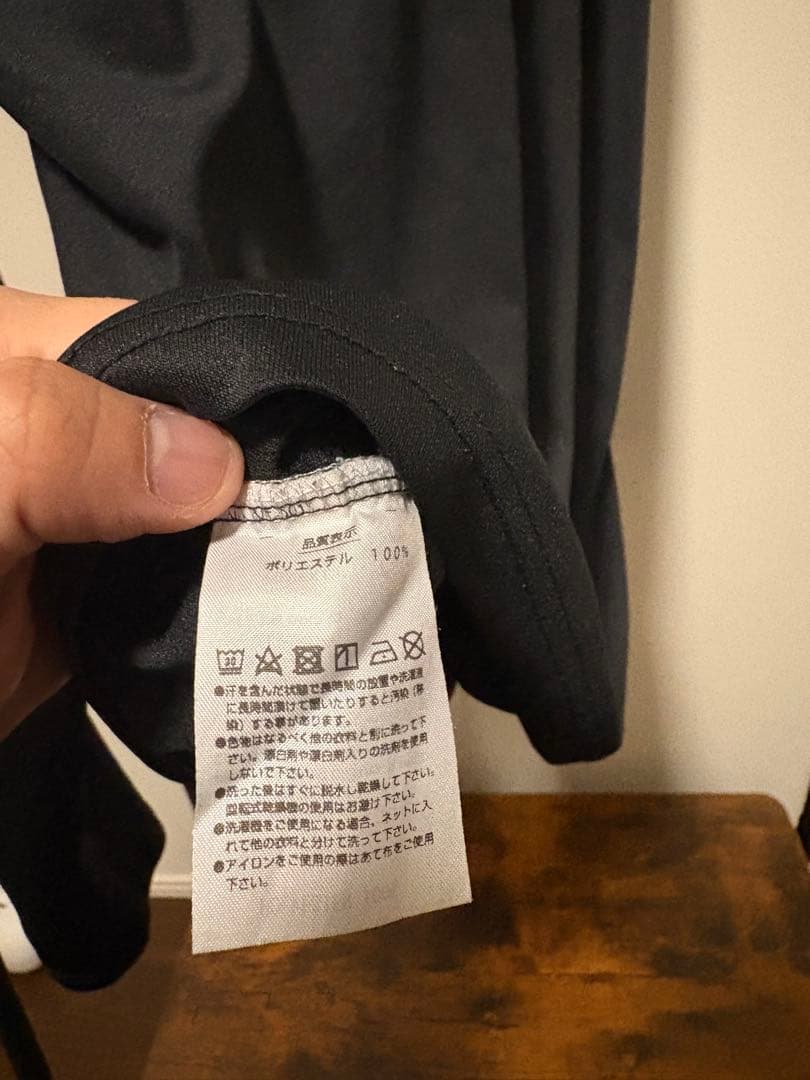 品質表示
ポリエステル 100%
30
●汗を含んだ状態で長時間の放置や洗濯液
に長時間漬けて置いたりすると汚染(移
染)する事があります。
●色物はなるべく他の衣料と別に洗って下
さい。漂白剤や漂白剤入りの洗剤を使用
しないで下さい。
●洗った後はすぐに脱水し乾燥して下さい。
回転式乾燥機の使用はお避け下さい。
●洗濯機をご使用になる場合、ネットに入
れて他の衣料と分けて洗って下さい。
●アイロンをご使用の際はあて布をご使用
下さい。